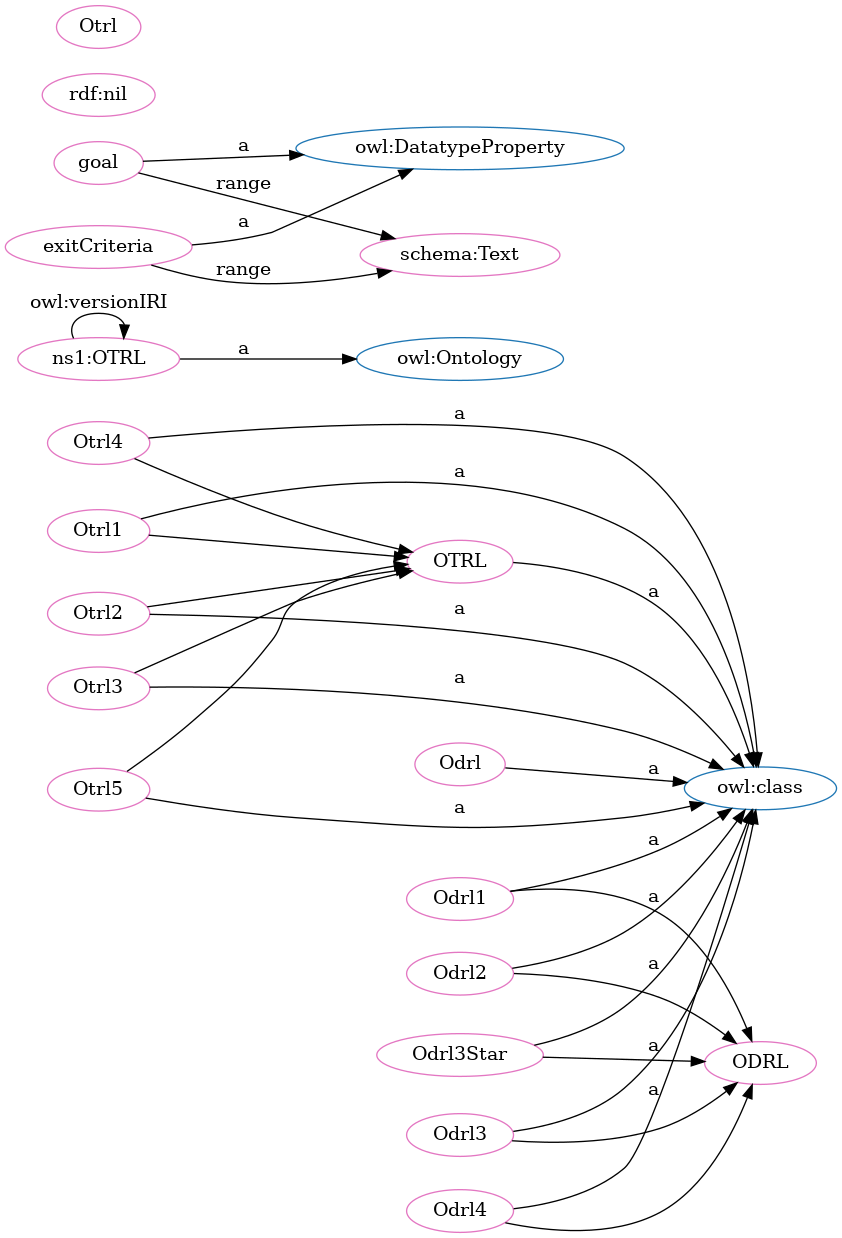 Otrl
rdf:nil
goal
a
owl:DatatypeProperty
range
a
exitCriteria
schema:Text
range
owl:versionIRI
ns1:OTRL
a
owl:Ontology
a
Otrl4
a
Otrl1
OTRL
a
Otrl2
a
Otrl3
a
Odrl
a
owl:class
Otrl5
a
a
Odrl1
a
Odrl2
a
Odrl3Star
a
ODRL
a
Odrl3
Odrl4